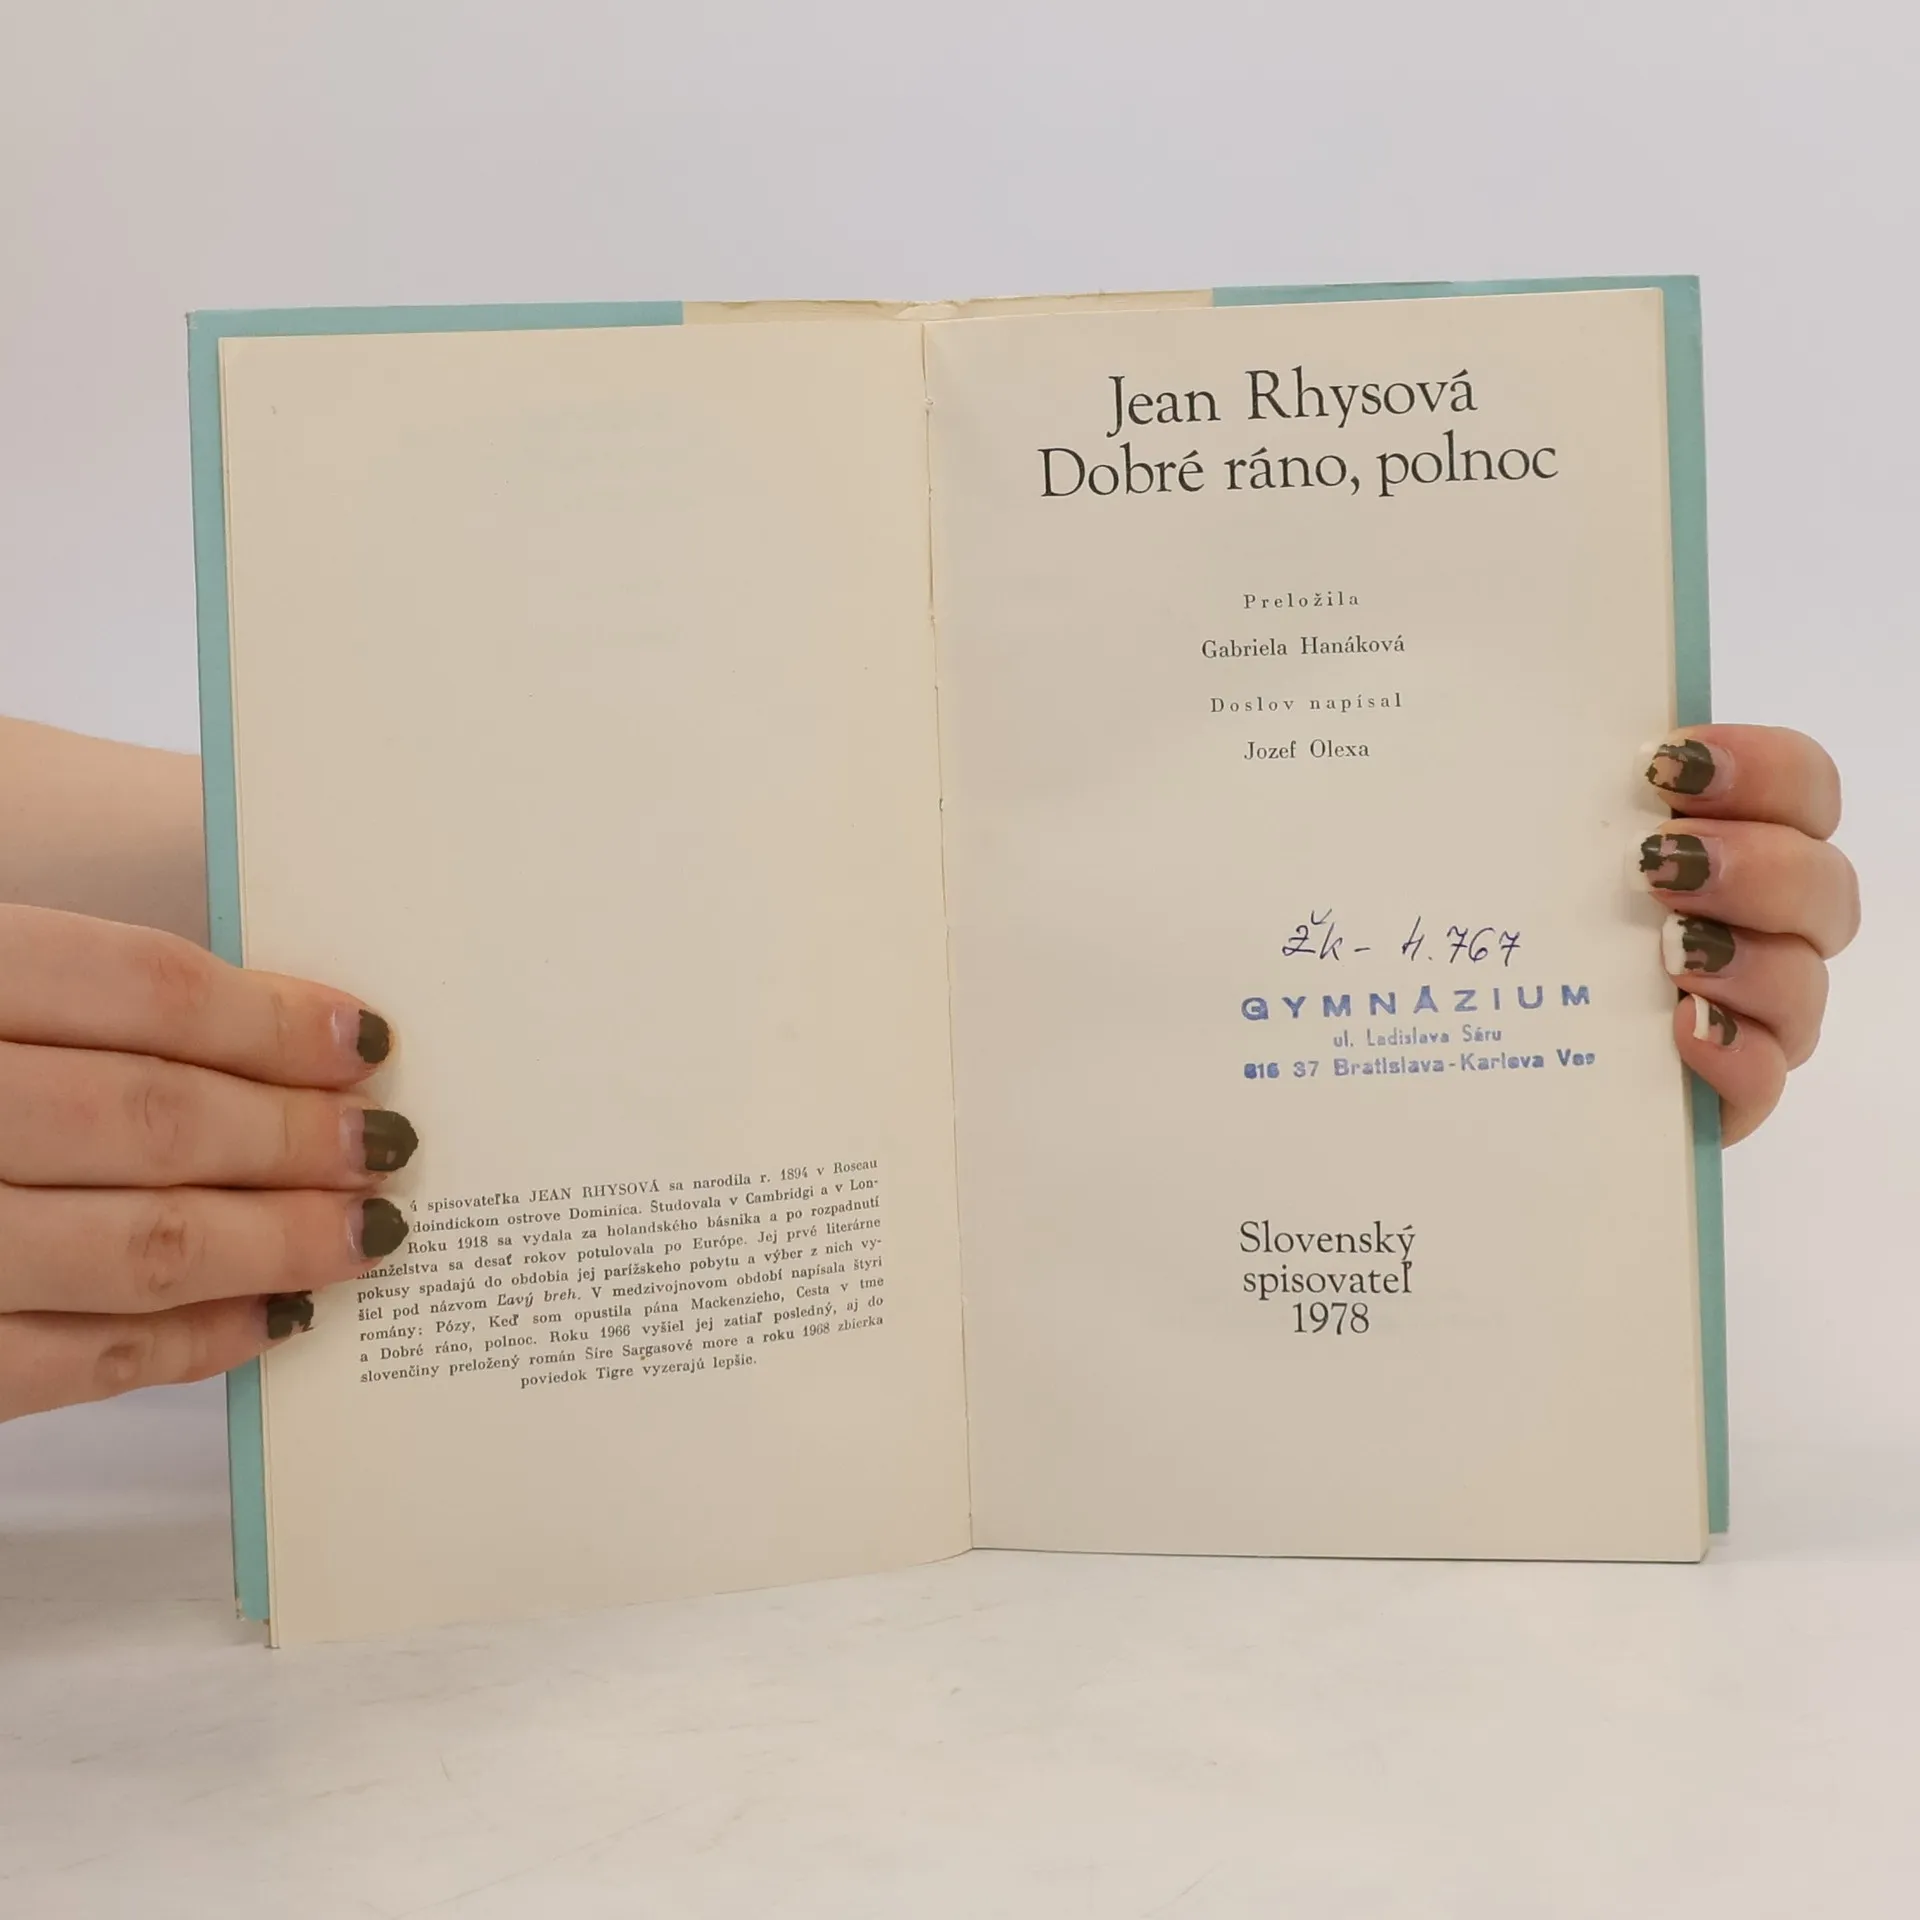 á spisovateľka JEAN RHYSOVÁ sa narodila r. 1894 v Roseau
doindickom ostrove Dominica. Študovala v Cambridgi a v Lon-
Roku 1918 sa vydala za holandského básnika a po rozpadnutí
manželstva sa desať rokov potulovala po Európe. Jej prvé literárne
pokusy spadajú do obdobia jej parížskeho pobytu a výber z nich vy-
šiel pod názvom Ľavý breh. V medzivojnovom období napísala štyri
romány: Pózy, Keď som opustila pána Mackenzieho, Cesta v tme
a Dobré ráno, polnoc. Roku 1966 vyšiel jej zatiaľ posledný, aj do
slovenčiny preložený román Šíre Sargasové more a roku 1968 zbierka
poviedok Tigre vyzerajú lepšie.
Jean Rhysová
Dobré ráno, polnoc
Preložila
Gabriela Hanáková
Doslov napísal
Jozef Olexa
žk - 4.767
GYMNÁZIUM
ul. Ladislava Sáru
816 37 Bratislava-Karlova Ves
Slovenský
spisovateľ
1978